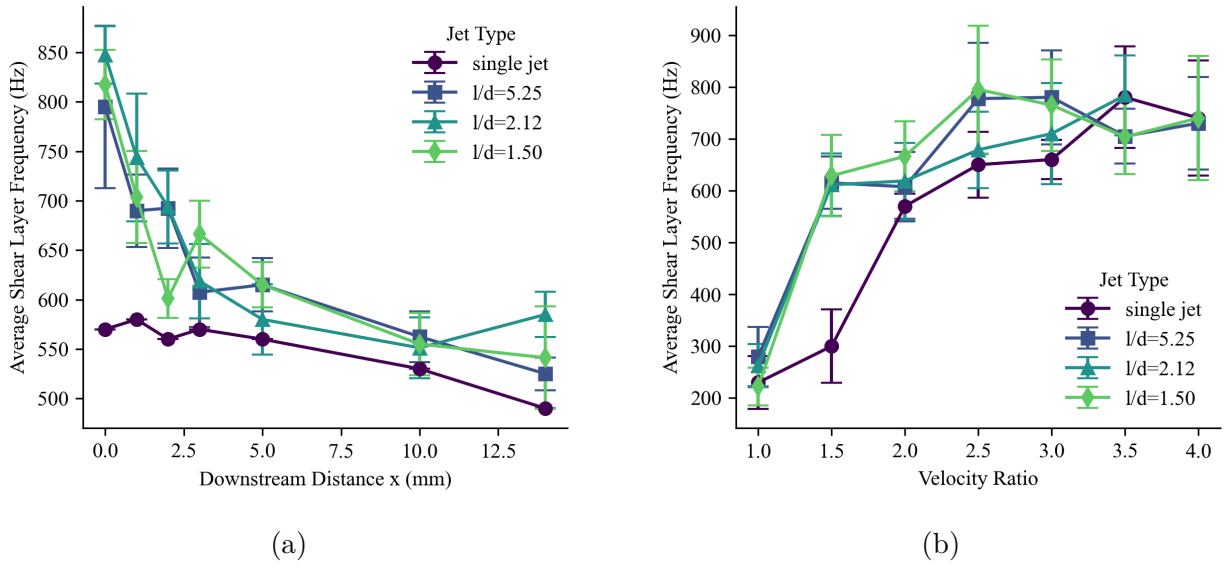 Average Shear Layer Frequency (Hz)
850
800
750
700
650
600
550
500
Jet Type
single jet
l/d=5.25
l/d=2.12
l/d=1.50
0.0 2.5 5.0 7.5 10.0 12.5
Downstream Distance x (mm)
(a)
Average Shear Layer Frequency (Hz)
900
800
700
600
500
400
300
200
Jet Type
single jet
l/d=5.25
l/d=2.12
l/d=1.50
1.0 1.5 2.0 2.5 3.0 3.5 4.0
Velocity Ratio
(b)